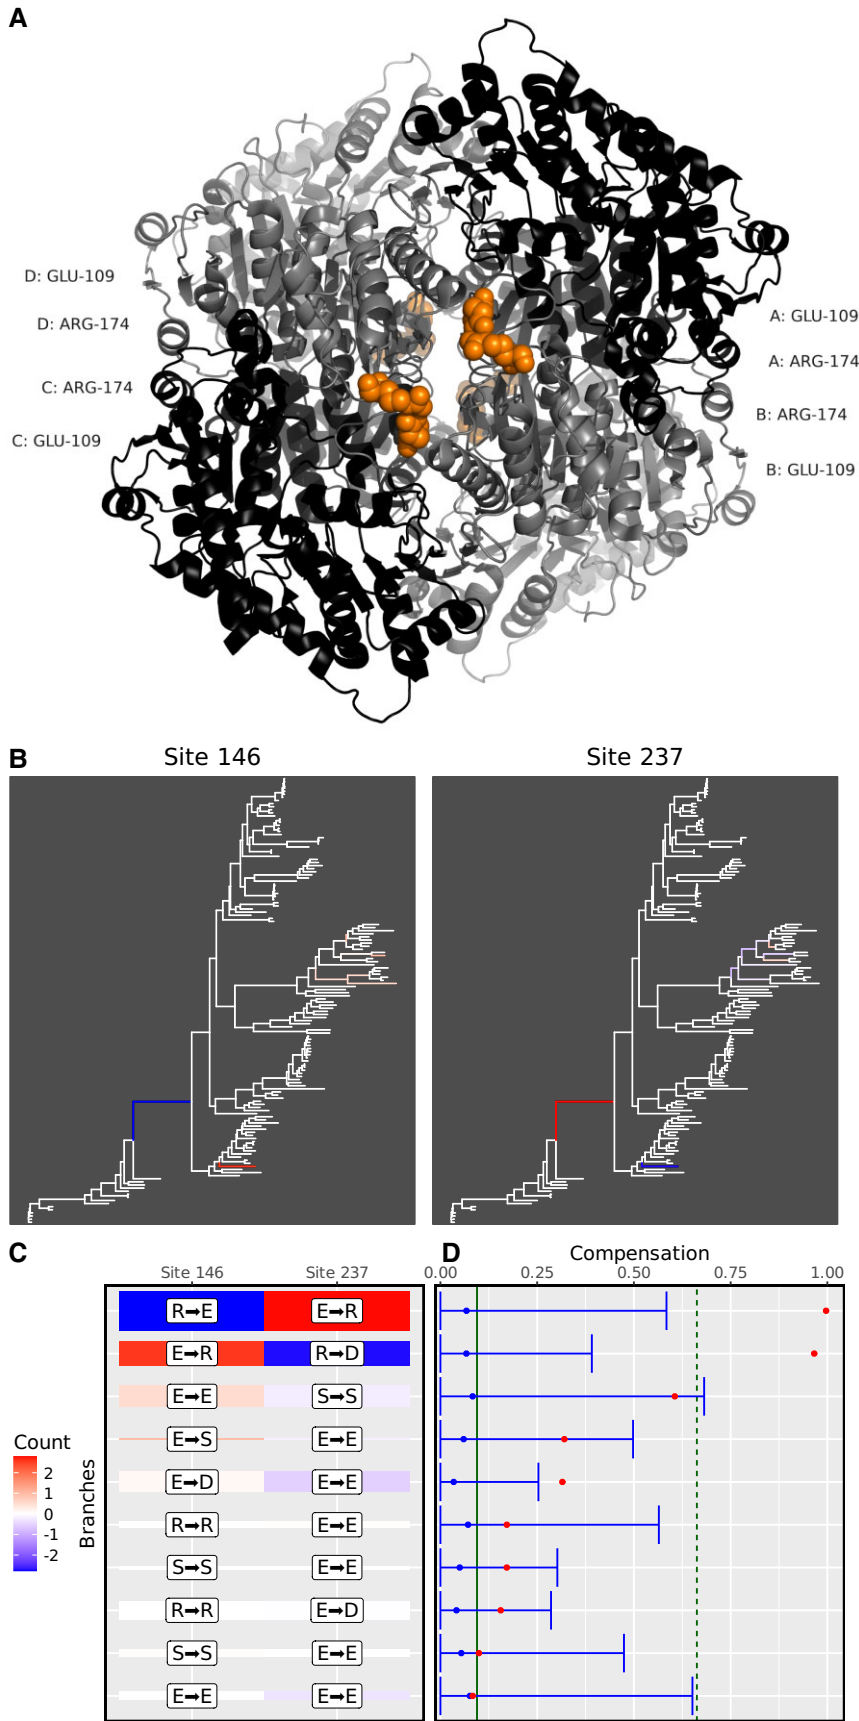 A
D: GLU-109
D: ARG-174
C: ARG-174
C: GLU-109
A: GLU-109
A: ARG-174
B: ARG-174
B: GLU-109
B
Site 146
Site 237
C
D
Compensation
Site 146 Site 237
0.00 0.25 0.50 0.75 1.00
R➡E E➡R
E➡R R➡D
E➡E S➡S
E➡S E➡E
E➡D E➡E
R➡R E➡E
S➡S E➡E
R➡R E➡D
S➡S E➡E
E➡E E➡E
Count
2
1
0
-1
-2
Branches